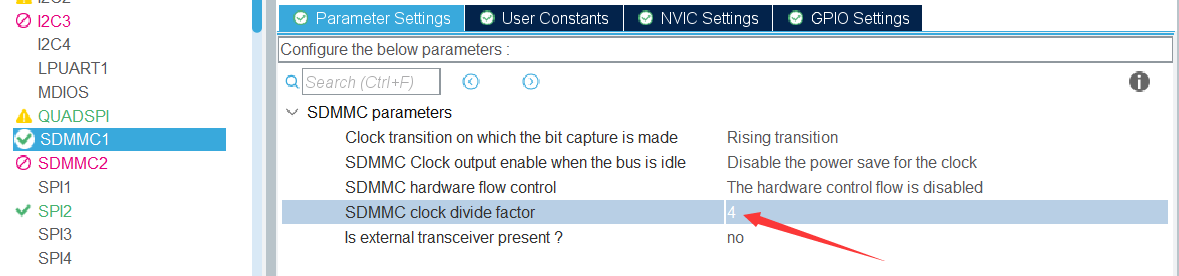 I2C2
I2C3
I2C4
LPUART1
MDIOS
QUADSPI
SDMMC1
SDMMC2
SPI1
SPI2
SPI3
SPI4
Parameter Settings
User Constants
NVIC Settings
GPIO Settings
Configure the below parameters :
Search (Ctrl+F)
SDMMC parameters
Clock transition on which the bit capture is made Rising transition
SDMMC Clock output enable when the bus is idle Disable the power save for the clock
SDMMC hardware flow control The hardware control flow is disabled
SDMMC clock divide factor 4
Is external transceiver present ? no